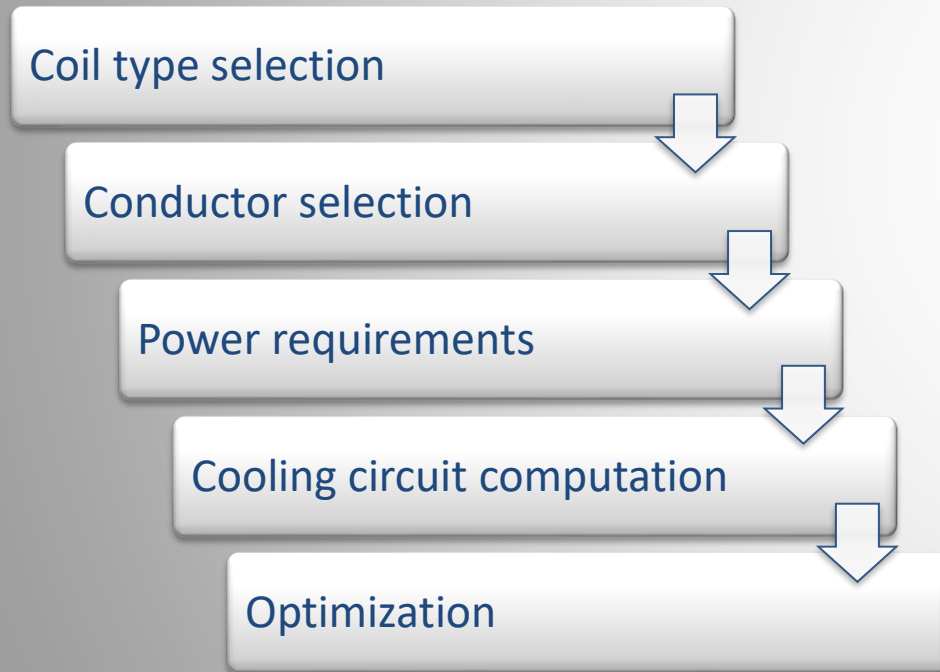 Coil type selection
Conductor selection
Power requirements
Cooling circuit computation
Optimization